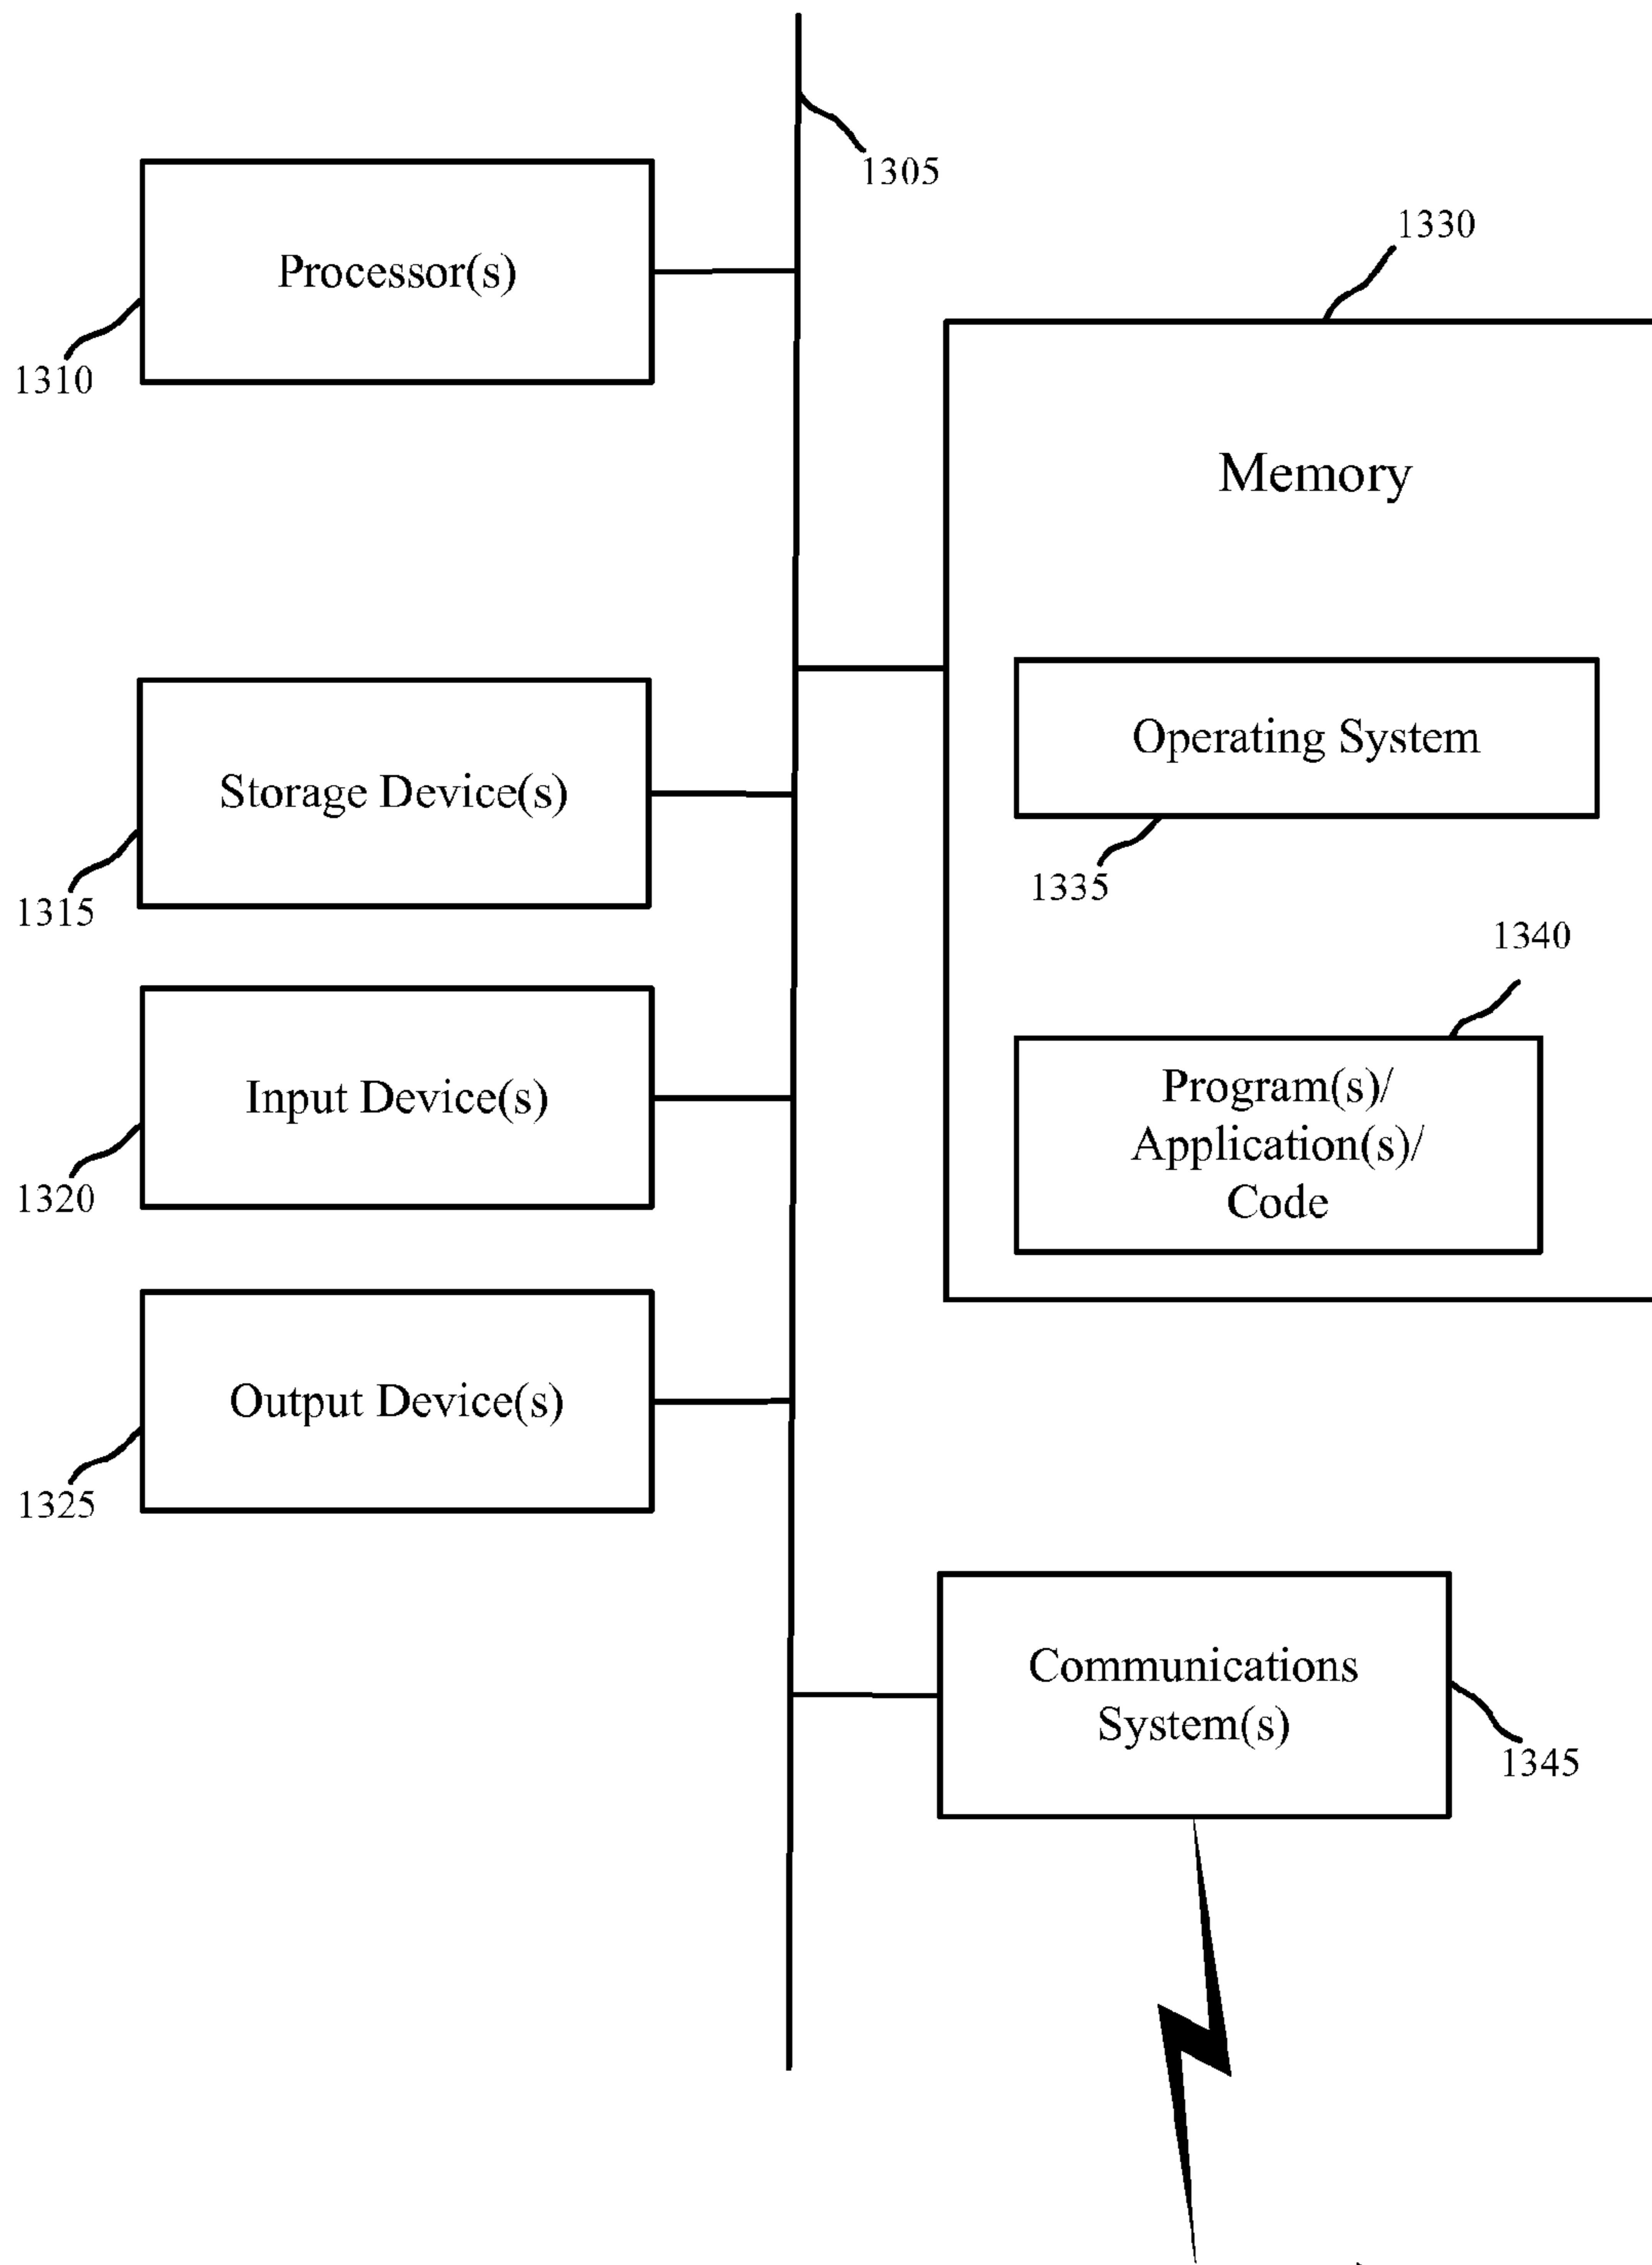 1305
1330
Processor(s)
1310
Memory
Operating System
Storage Device(s)
1335
1315
1340
Program(s)/
Application(s)/
Code
Input Device(s)
1320
Output Device(s)
1325
Communications
System(s)
1345